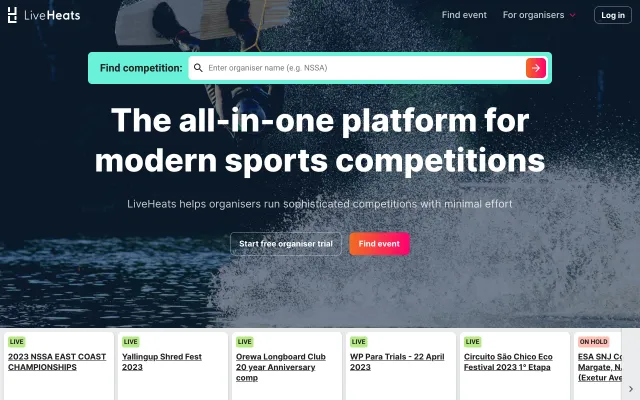 LiveHeats
Find event
For organisers
Log in
Find competition:
Enter organiser name (e.g. NSSA)
The all-in-one platform for
modern sports competitions
LiveHeats helps organisers run sophisticated competitions with minimal effort
Start free organiser trial
Find event
LIVE
2023 NSSA EAST COAST
CHAMPIONSHIPS
LIVE
Yallingup Shred Fest
2023
LIVE
Orewa Longboard Club
20 year Anniversary
comp
LIVE
WP Para Trials - 22 April
2023
LIVE
Circuito São Chico Eco
Festival 2023 1° Etapa
ON HOLD
ESA SNJ Co
Margate, N
(Exetur Ave